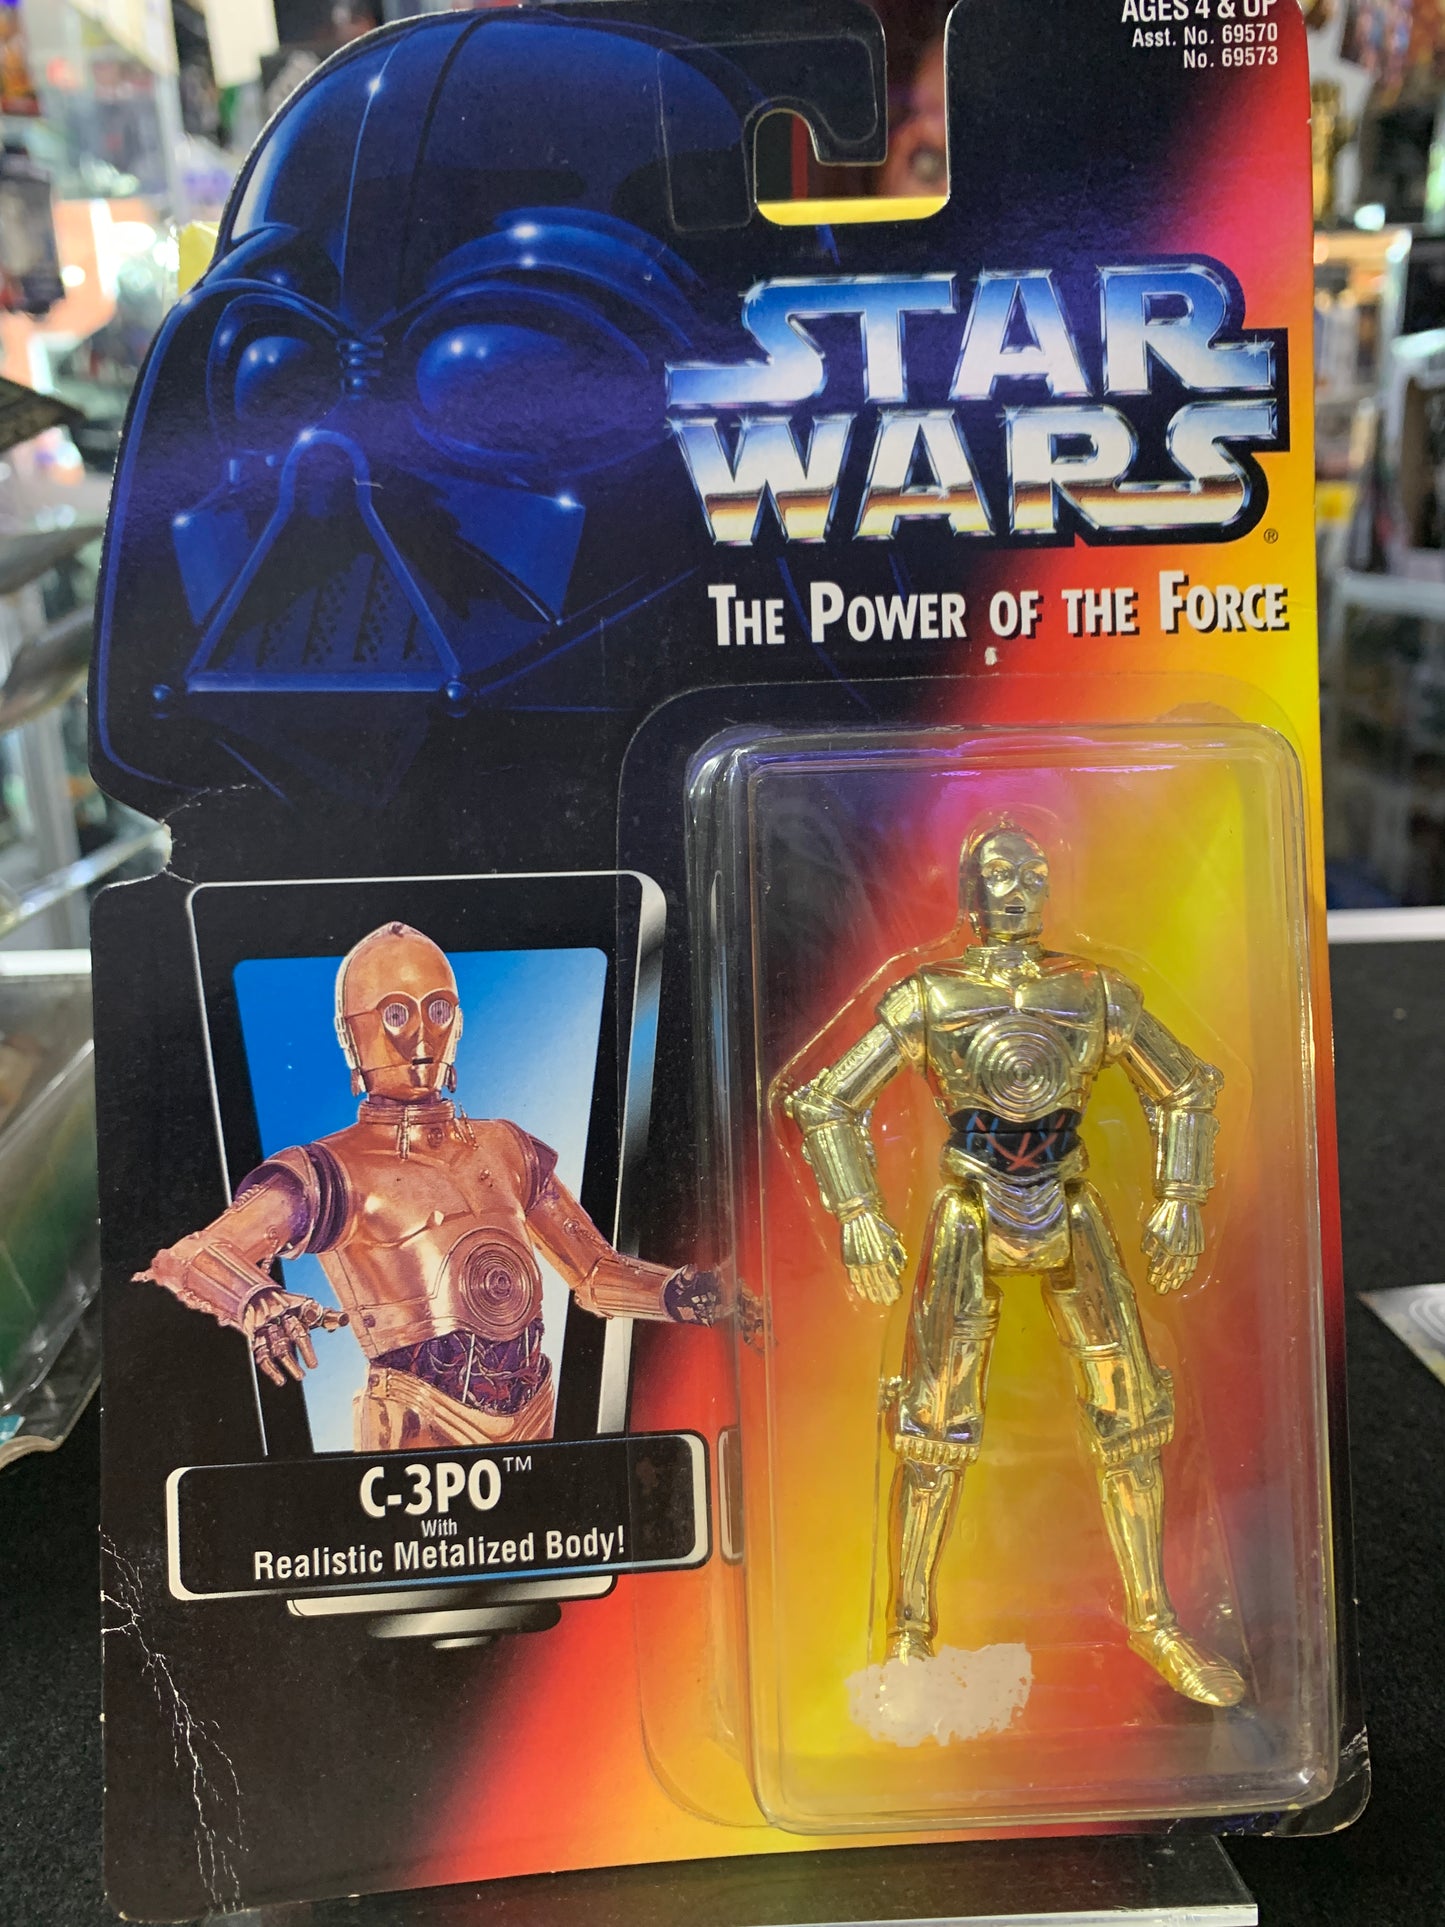 AGES 4 & UP
Asst. No. 69570
No. 69573
STAR
WARS
®
THE POWER OF THE FORCE
C-3PO™
With
Realistic Metalized Body!